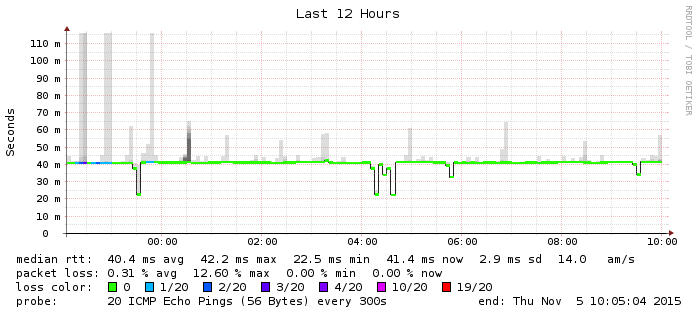 Last 12 Hours
RRDTOOL / TOBI OETIKER
Seconds
110 m
100 m
90 m
80 m
70 m
60 m
50 m
40 m
30 m
20 m
10 m
0
00:00 02:00 04:00 06:00 08:00 10:00
median rtt: 40.4 ms avg 42.2 ms max 22.5 ms min 41.4 ms now 2.9 ms sd 14.0 am/s
packet loss: 0.31 % avg 12.60 % max 0.00 % min 0.00 % now
loss color: 0 1/20 2/20 3/20 4/20 10/20 19/20
probe: 20 ICMP Echo Pings (56 Bytes) every 300s end: Thu Nov 5 10:05:04 2015